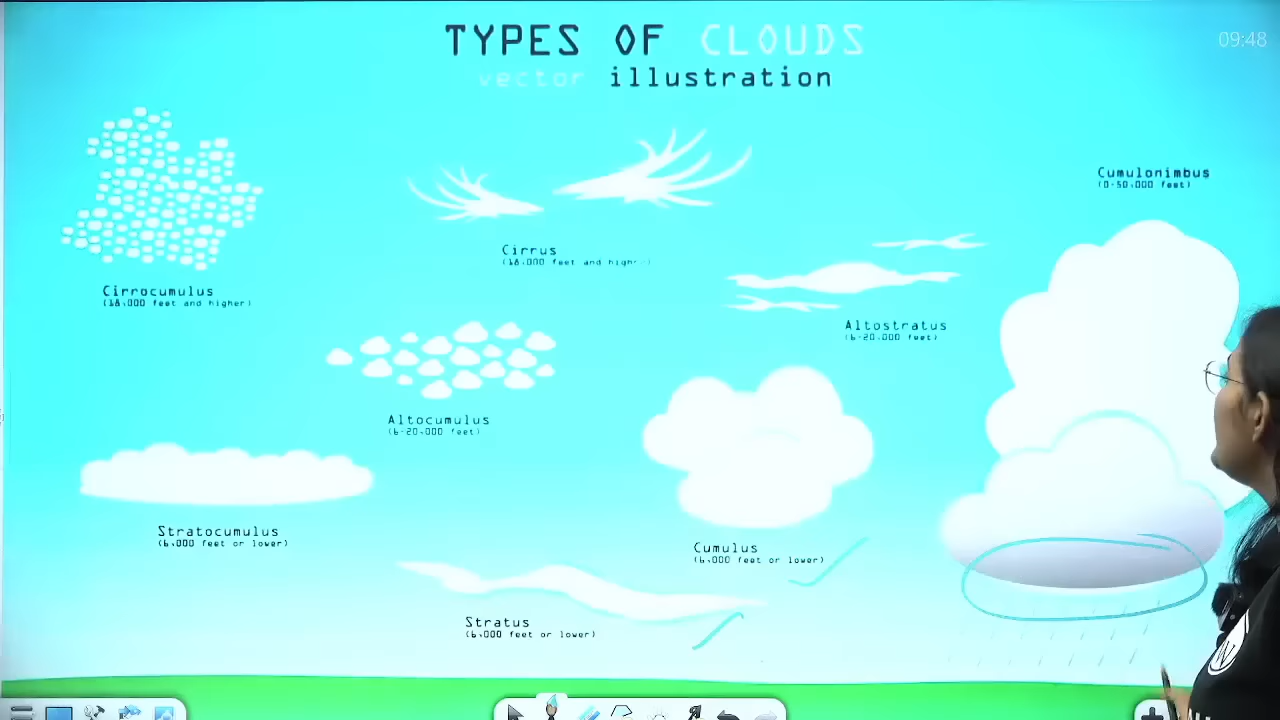 TYPES OF CLOUDS
vector illustration
09:48
Cumulonimbus
(0-50,000 feet)
Cirrus
(18,000 feet and higher)
Cirrocumulus
(18,000 feet and higher)
Altostratus
(6-20,000 feet)
Altocumulus
(6-20,000 feet)
Stratocumulus
(6,000 feet or lower)
Cumulus
(6,000 feet or lower)
Stratus
(6,000 feet or lower)